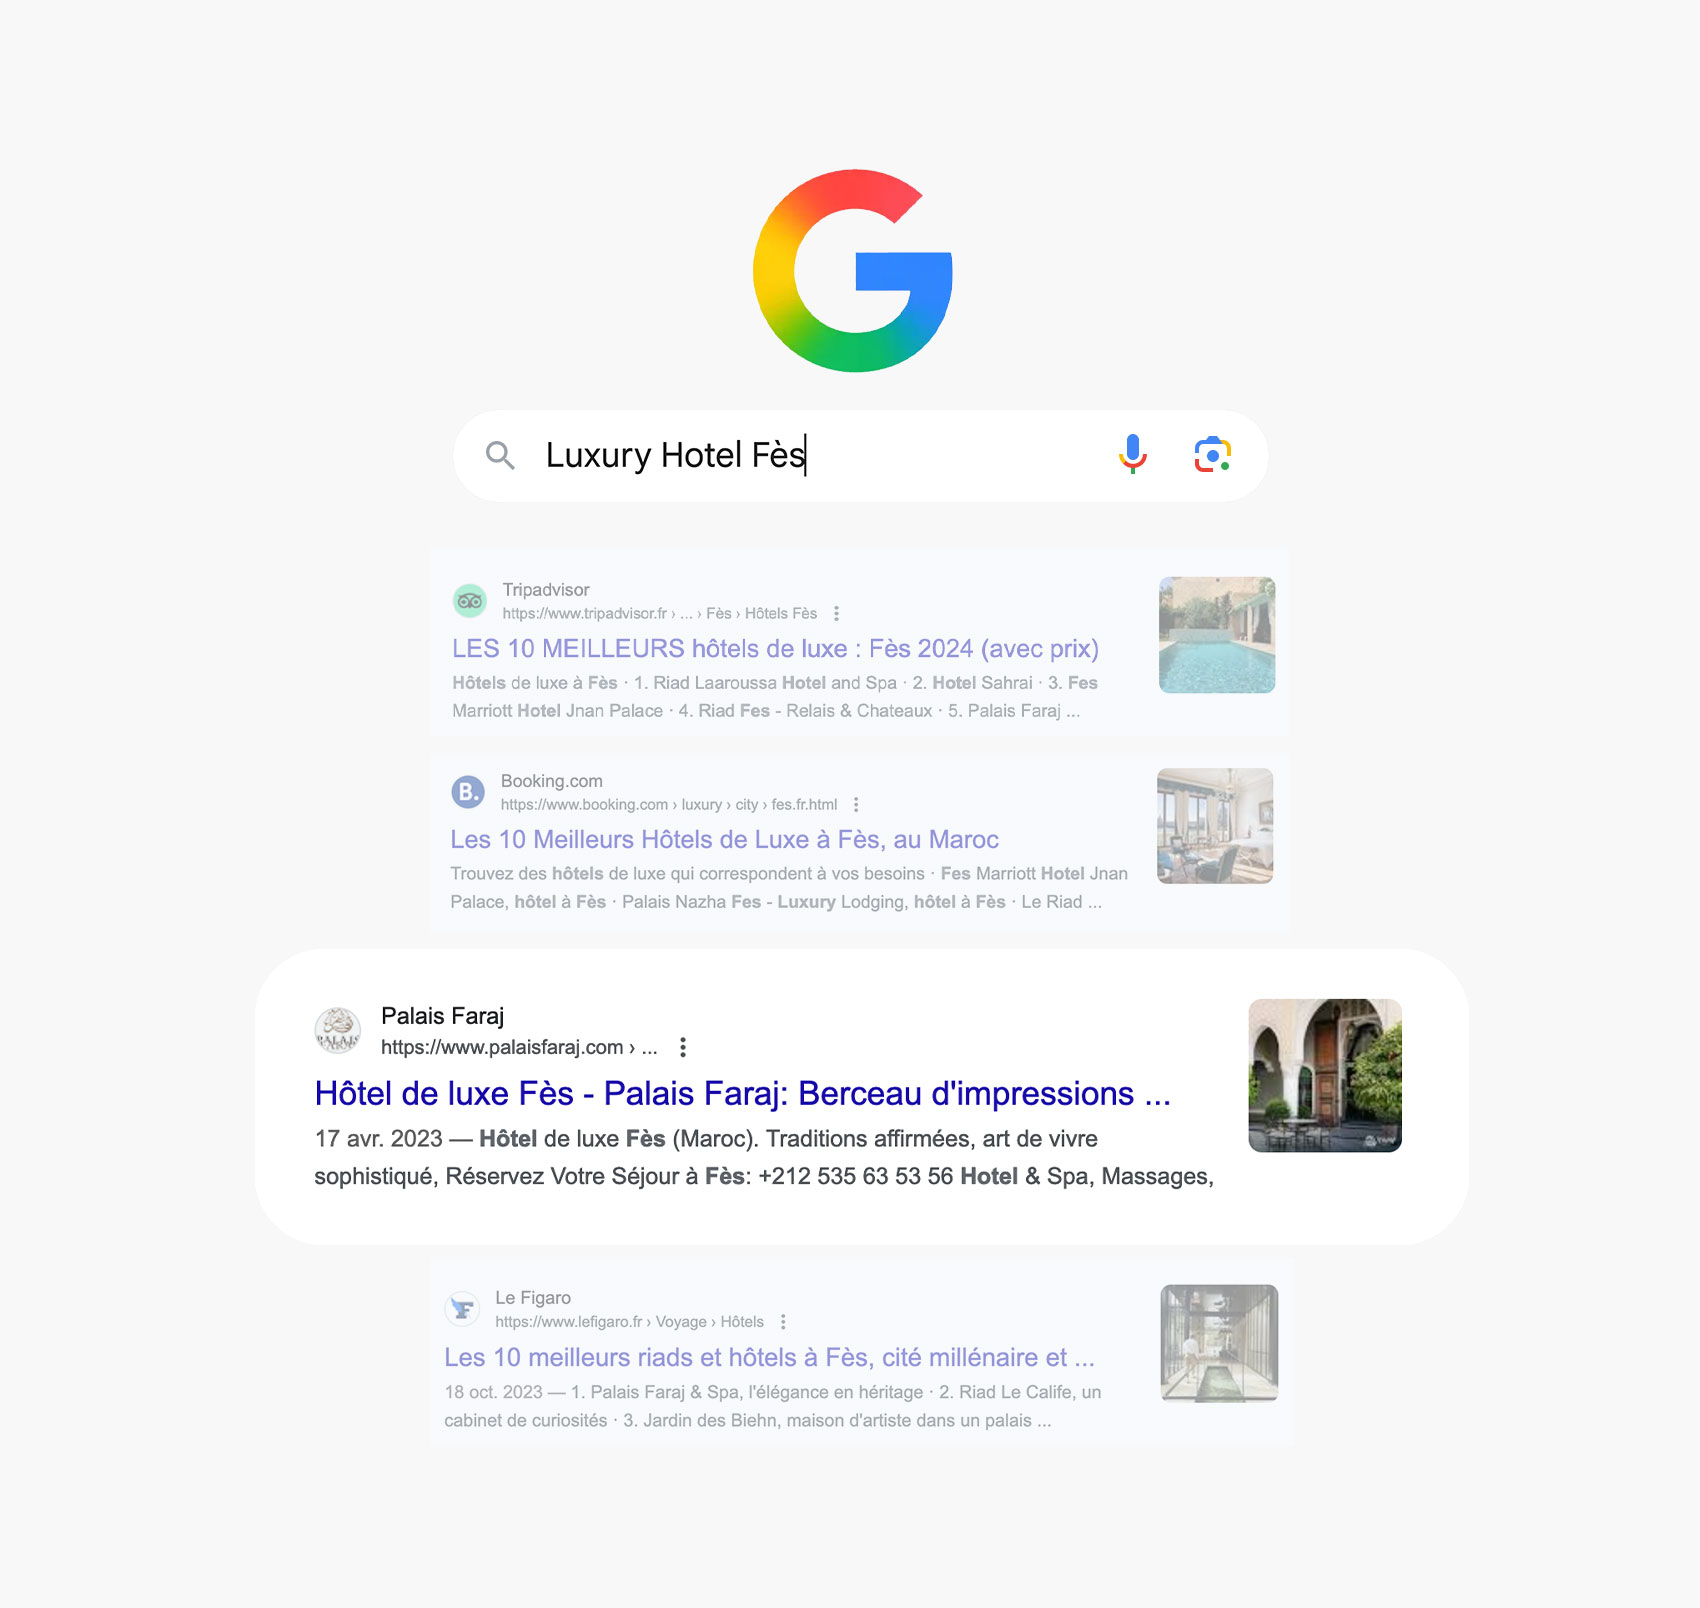 Luxury Hotel Fès
Tripadvisor
https://www.tripadvisor.fr › ... › Fès › Hôtels Fès
LES 10 MEILLEURS hôtels de luxe : Fès 2024 (avec prix)
Hôtels de luxe à Fès · 1. Riad Laaroussa Hotel and Spa · 2. Hotel Sahrai · 3. Fes
Marriott Hotel Jnan Palace · 4. Riad Fes - Relais & Chateaux · 5. Palais Faraj ...
B.
Booking.com
https://www.booking.com › luxury › city › fes.fr.html
Les 10 Meilleurs Hôtels de Luxe à Fès, au Maroc
Trouvez des hôtels de luxe qui correspondent à vos besoins · Fes Marriott Hotel Jnan
Palace, hôtel à Fès · Palais Nazha Fes - Luxury Lodging, hôtel à Fès · Le Riad ...
PALAIS
Palais Faraj
https://www.palaisfaraj.com › ...
Hôtel de luxe Fès - Palais Faraj: Berceau d'impressions ...
17 avr. 2023 — Hôtel de luxe Fès (Maroc). Traditions affirmées, art de vivre
sophistiqué, Réservez Votre Séjour à Fès: +212 535 63 53 56 Hotel & Spa, Massages,
F
Le Figaro
https://www.lefigaro.fr › Voyage › Hôtels
Les 10 meilleurs riads et hôtels à Fès, cité millénaire et ...
18 oct. 2023 — 1. Palais Faraj & Spa, l'élégance en héritage · 2. Riad Le Calife, un
cabinet de curiosités · 3. Jardin des Biehn, maison d'artiste dans un palais ...